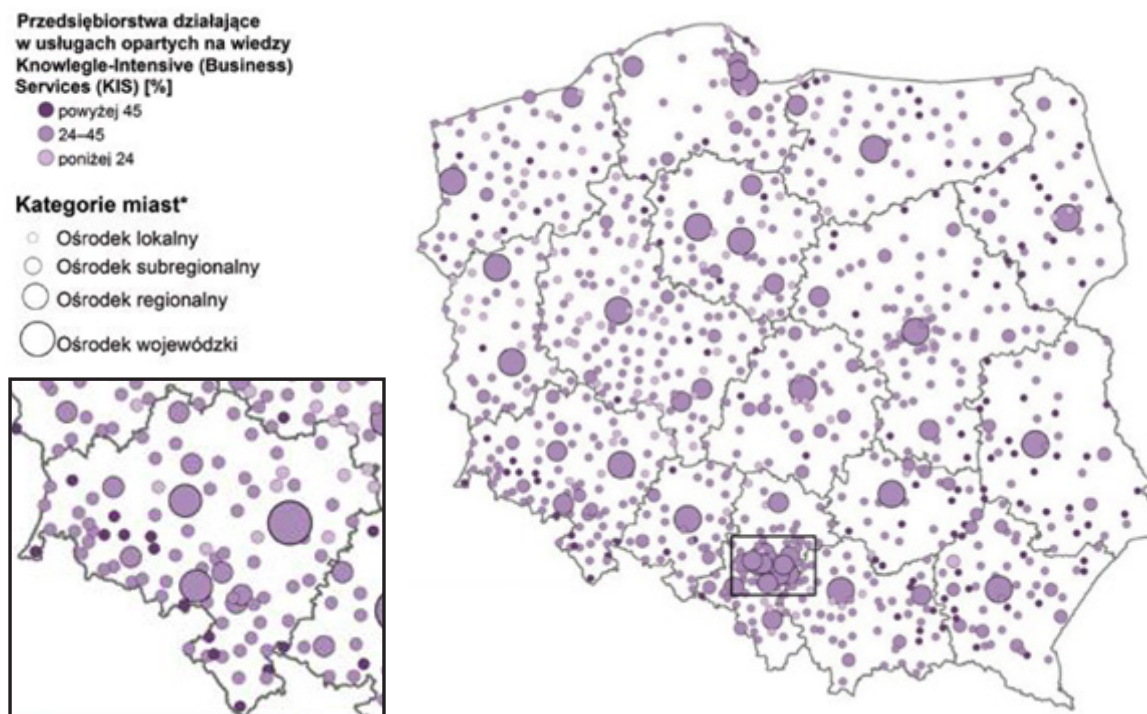 Przedsiębiorstwa działające
w usługach opartych na wiedzy
Knowlegle-Intensive (Business)
Services (KIS) [%]
powyżej 45
24–45
poniżej 24
Kategorie miast*
Ośrodek lokalny
Ośrodek subregionalny
Ośrodek regionalny
Ośrodek wojewódzki